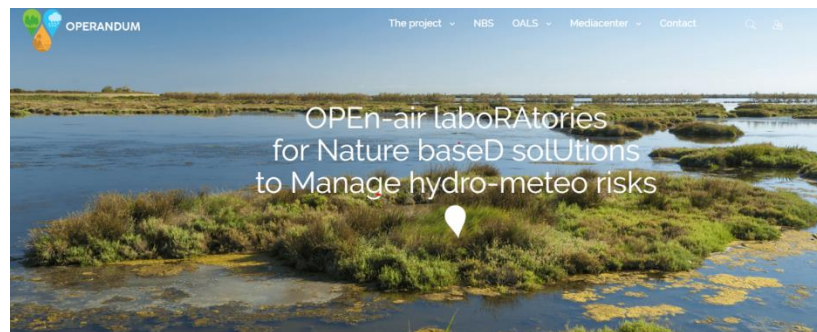 OPERANDUM
The project NBS OALS Mediacenter Contact
OPEn-air laboRAtories
for Nature baseD solUtions
to Manage hydro-meteo risks